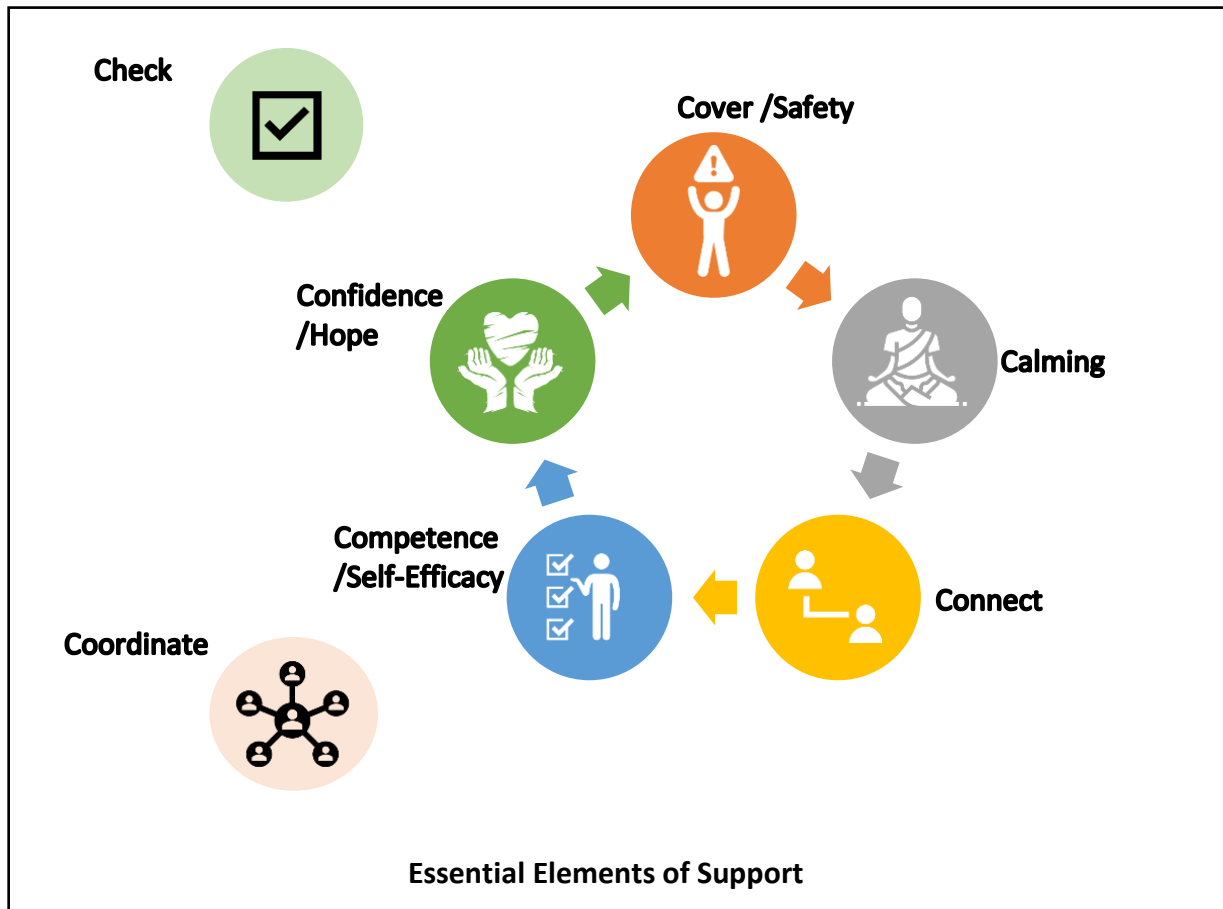 Check
Cover /Safety
Confidence
/Hope
Calming
Competence
/Self-Efficacy
Connect
Coordinate
Essential Elements of Support